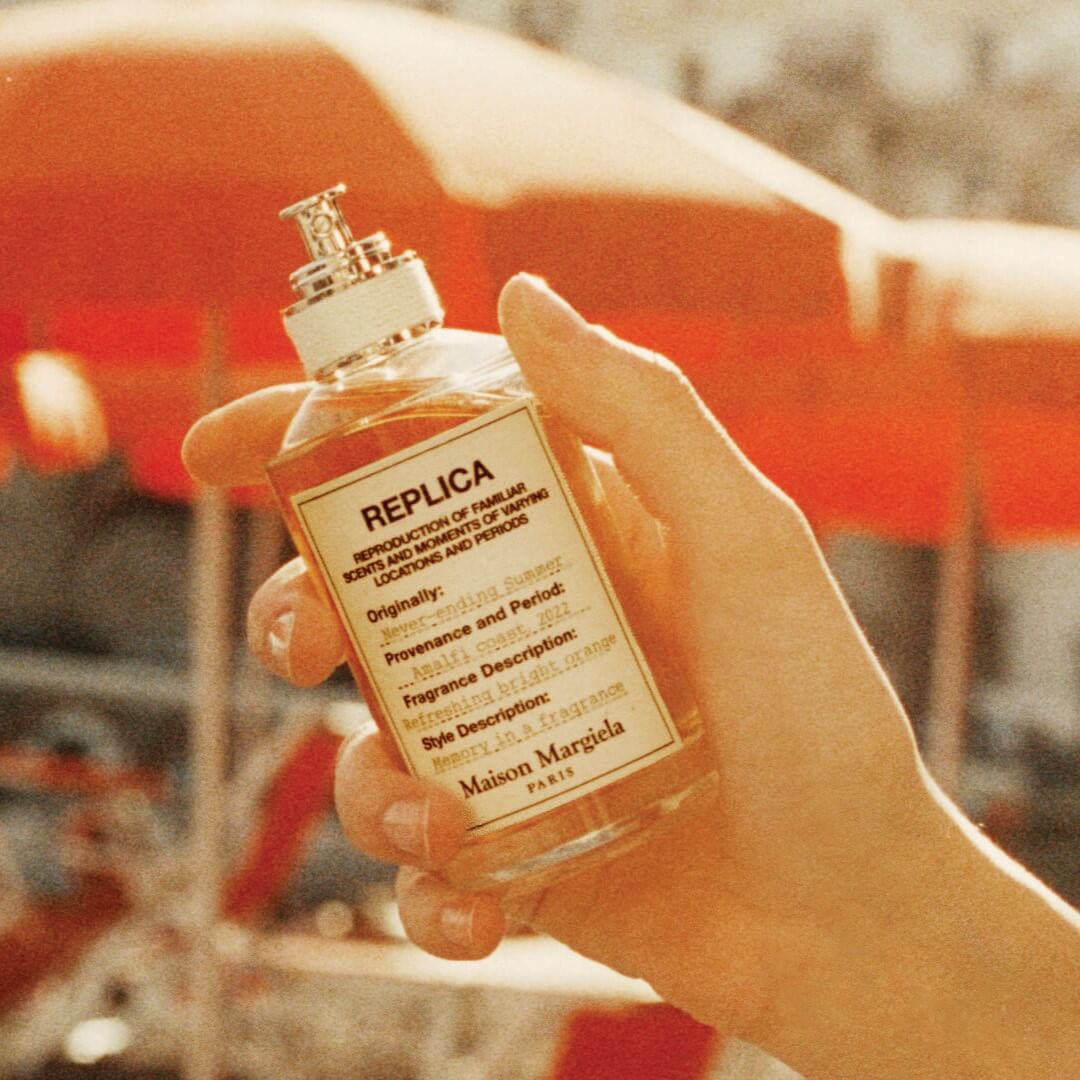 REPLICA
REPRODUCTION OF FAMILIAR
SCENTS AND MOMENTS OF VARYING
LOCATIONS AND PERIODS
Originally:
Never-ending Summer
Provenance and Period:
Amalfi coast, 2022
Fragrance Description:
Refreshing bright orange
Style Description:
Memory in a fragrance
Maison Margiela
PARIS